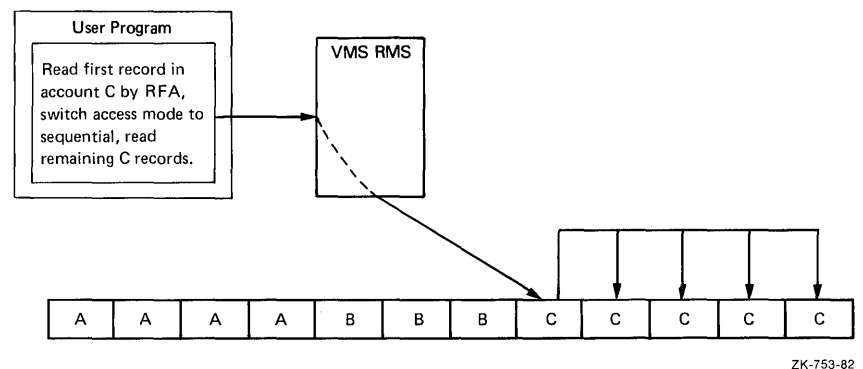 User Program
VMS RMS
Read first record in
account C by RFA,
switch access mode to
sequential, read
remaining C records.
A A A A B B B C C C C C
ZK-753-82